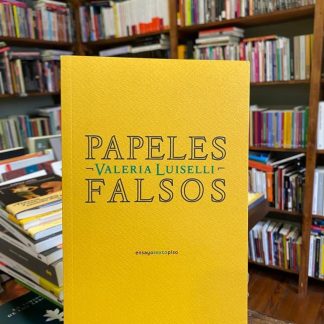 PAPELES
VALERIA LUISELLI
FALSOS
ensayosextopiso